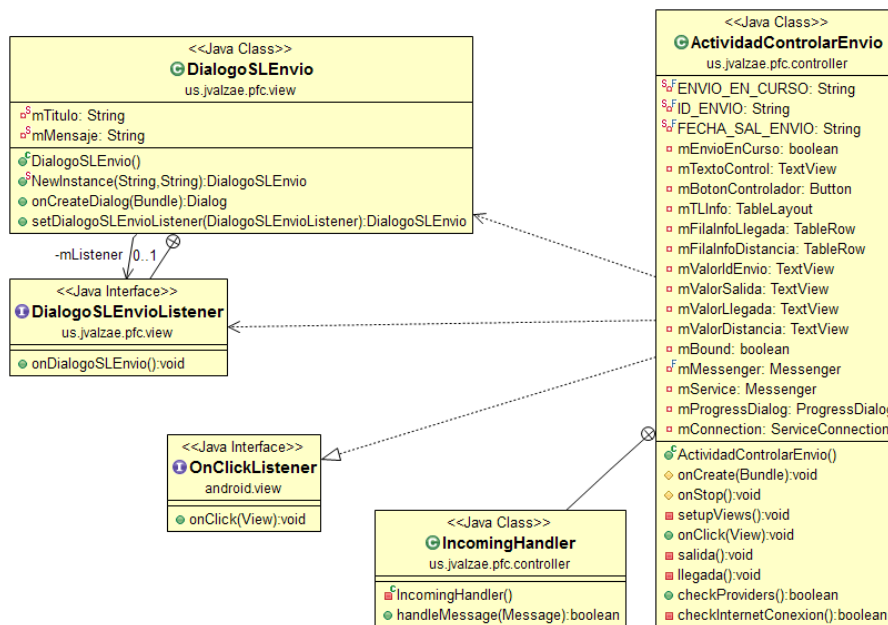 <<Java Class>>
DialogoSLEnvio
us.jvalzae.pfc.view
mTitulo: String
mMensaje: String
DialogoSLEnvio()
NewInstance(String,String):DialogoSLEnvio
onCreateDialog(Bundle):Dialog
setDialogoSLEnvioListener(DialogoSLEnvioListener):DialogoSLEnvio
-mListener
0..1
<<Java Interface>>
DialogoSLEnvioListener
us.jvalzae.pfc.view
onDialogoSLEnvio():void
<<Java Interface>>
OnClickListener
android.view
onClick(View):void
<<Java Class>>
IncomingHandler
us.jvalzae.pfc.controller
IncomingHandler()
handleMessage(Message):boolean
<<Java Class>>
ActividadControlarEnvio
us.jvalzae.pfc.controller
ENVIO_EN_CURSO: String
ID_ENVIO: String
FECHA_SAL_ENVIO: String
mEnvioEnCurso: boolean
mTextoControl: TextView
mBotonControlador: Button
mTLInfo: TableLayout
mFilaInfoLlegada: TableRow
mFilaInfoDistancia: TableRow
mValorIdEnvio: TextView
mValorSalida: TextView
mValorLlegada: TextView
mValorDistancia: TextView
mBound: boolean
mMessenger: Messenger
mService: Messenger
mProgressDialog: ProgressDialog
mConnection: ServiceConnection
ActividadControlarEnvio()
onCreate(Bundle):void
onStop():void
setupViews():void
onClick(View):void
salida():void
llegada():void
checkProviders():boolean
checkInternetConexion():boolean